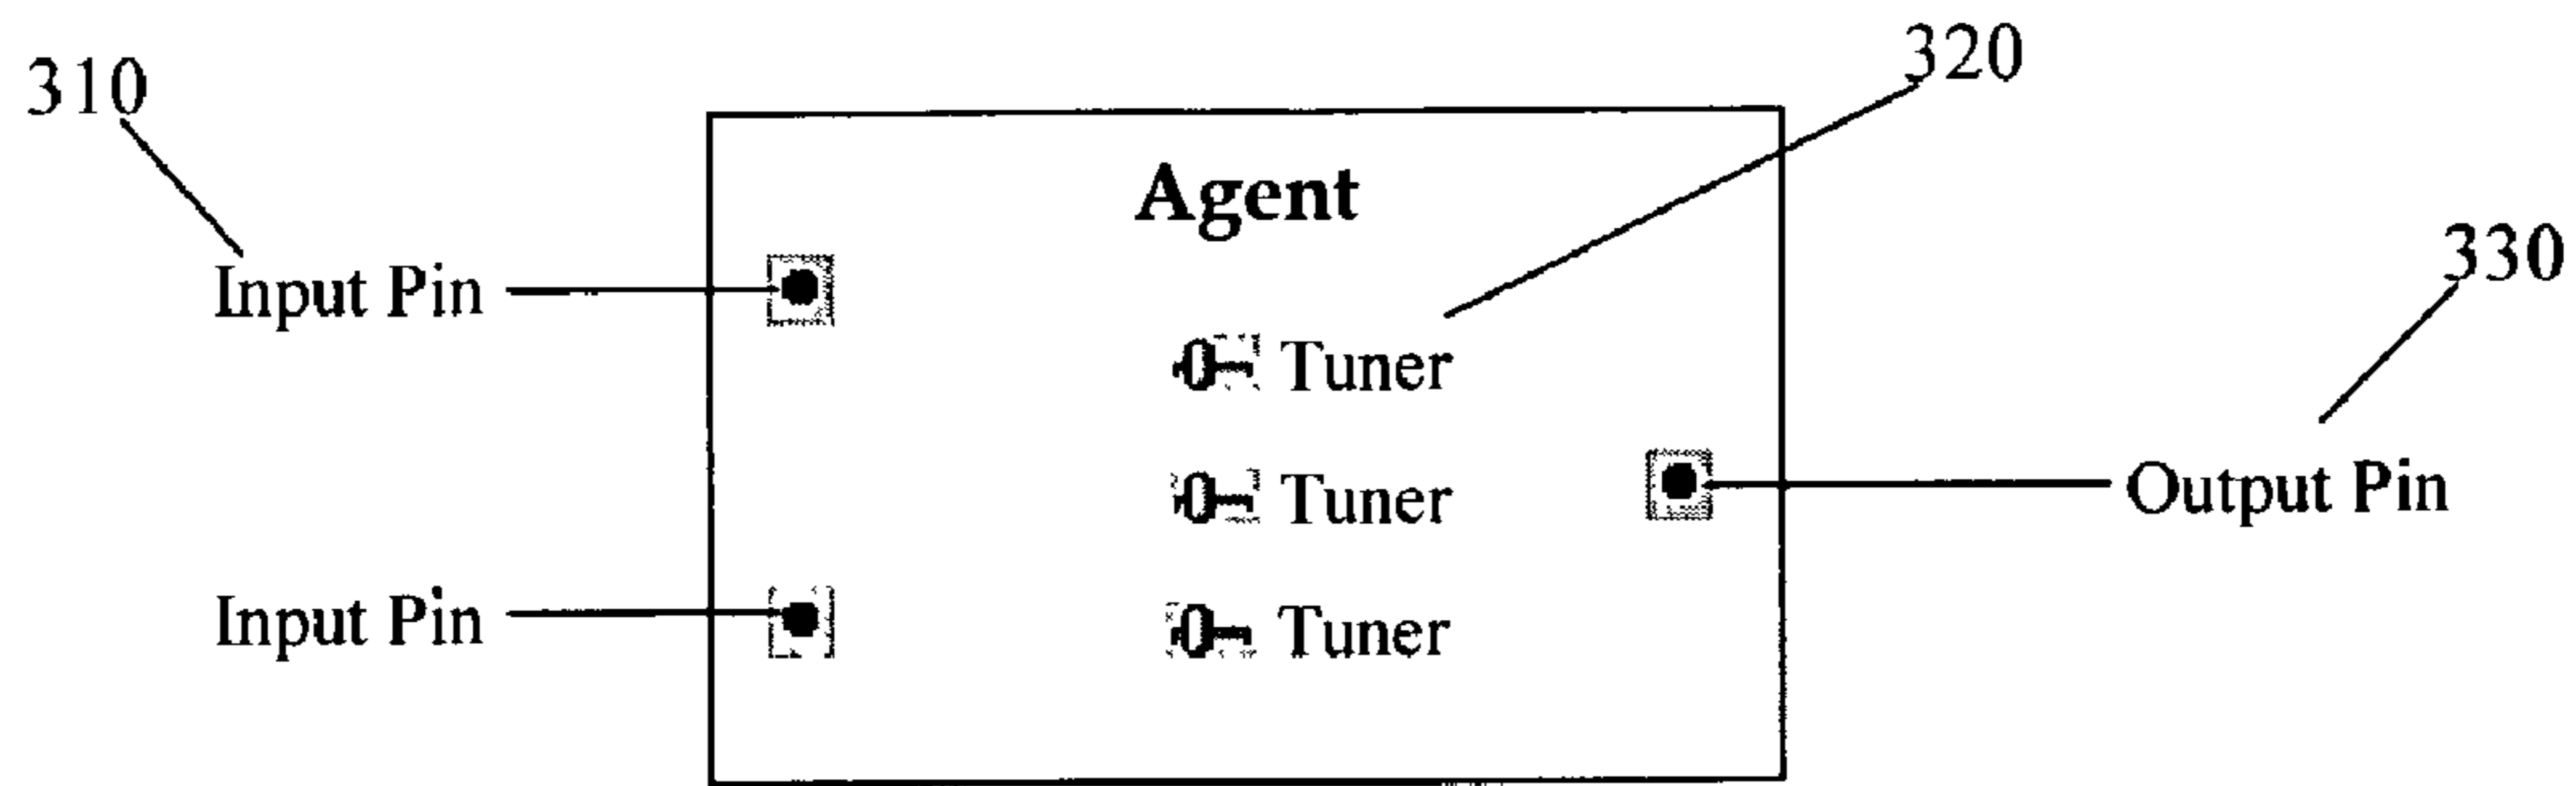 310
320
Agent
330
Input Pin
Tuner
Tuner
Output Pin
Input Pin
Tuner